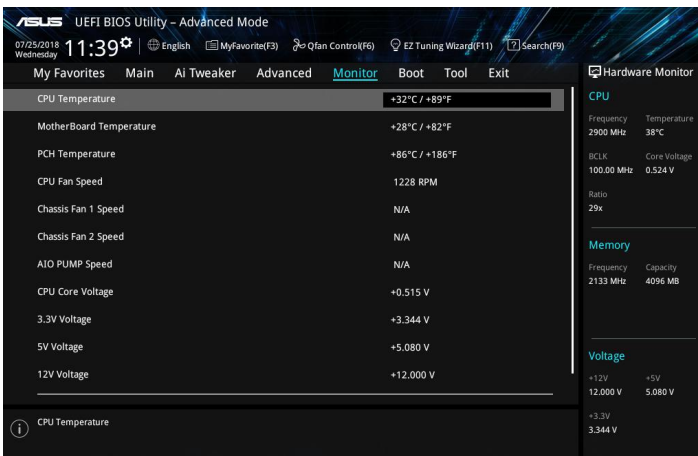 ASUS UEFI BIOS Utility – Advanced Mode
07/25/2018 Wednesday 11:39 English MyFavorite(F3) Qfan Control(F6) EZ Tuning Wizard(F11) Search(F9)
My Favorites Main Ai Tweaker Advanced Monitor Boot Tool Exit
CPU Temperature +32°C / +89°F
MotherBoard Temperature +28°C / +82°F
PCH Temperature +86°C / +186°F
CPU Fan Speed 1228 RPM
Chassis Fan 1 Speed N/A
Chassis Fan 2 Speed N/A
AIO PUMP Speed N/A
CPU Core Voltage +0.515 V
3.3V Voltage +3.344 V
5V Voltage +5.080 V
12V Voltage +12.000 V
CPU Temperature
Hardware Monitor
CPU
Frequency Temperature
2900 MHz 38°C
BCLK Core Voltage
100.00 MHz 0.524 V
Ratio
29x
Memory
Frequency Capacity
2133 MHz 4096 MB
Voltage
+12V +5V
12.000 V 5.080 V
+3.3V
3.344 V